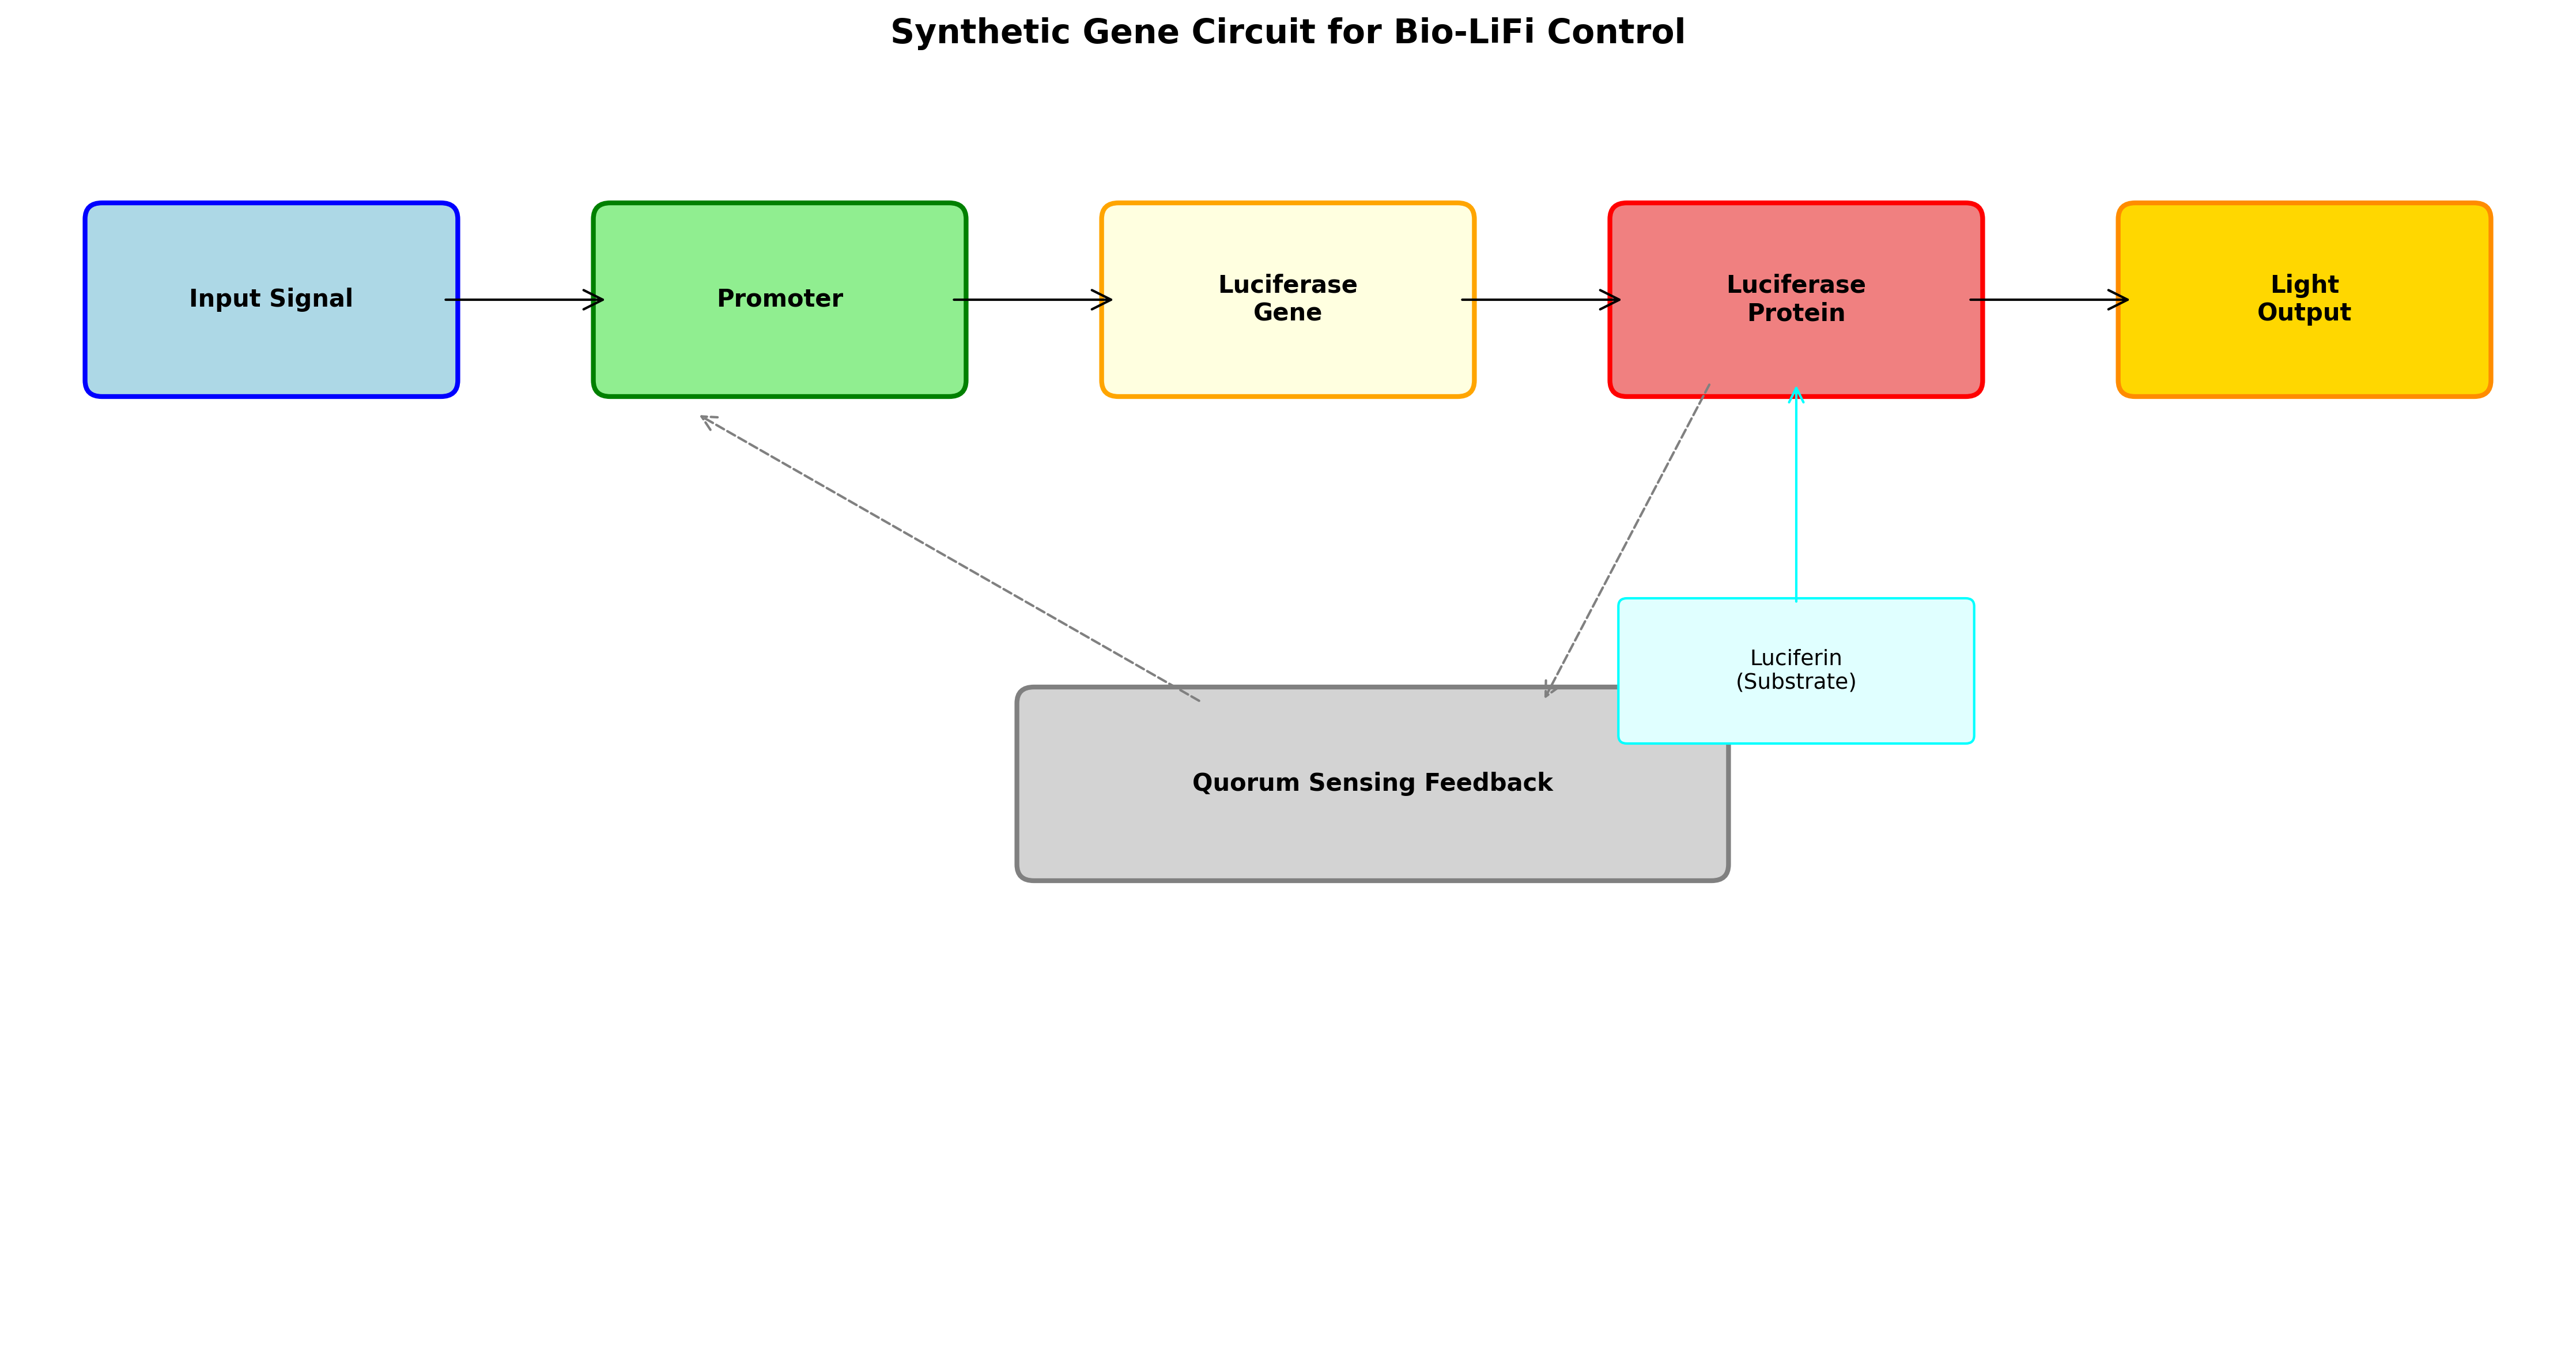 Synthetic Gene Circuit for Bio-LiFi Control
Input Signal
Promoter
Luciferase
Gene
Luciferase
Protein
Light
Output
Luciferin
(Substrate)
Quorum Sensing Feedback